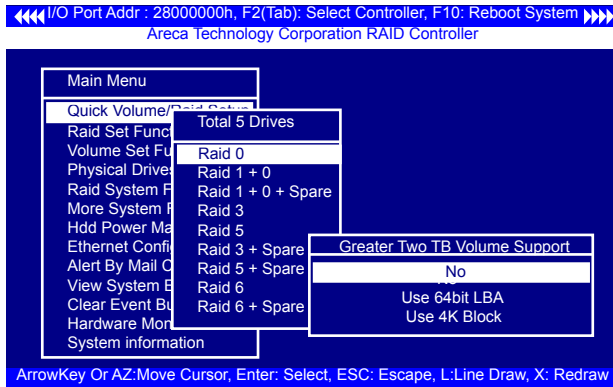 I/O Port Addr : 28000000h, F2(Tab): Select Controller, F10: Reboot System
Areca Technology Corporation RAID Controller
Main Menu
Quick Volume/Raid Setup
Raid Set Funct
Volume Set Fu
Physical Drives
Raid System F
More System F
Hdd Power Ma
Ethernet Confi
Alert By Mail C
View System E
Clear Event Bu
Hardware Mon
System information
Total 5 Drives
Raid 0
Raid 1 + 0
Raid 1 + 0 + Spare
Raid 3
Raid 5
Raid 3 + Spare
Raid 5 + Spare
Raid 6
Raid 6 + Spare
Greater Two TB Volume Support
No
Use 64bit LBA
Use 4K Block
ArrowKey Or AZ:Move Cursor, Enter: Select, ESC: Escape, L:Line Draw, X: Redraw